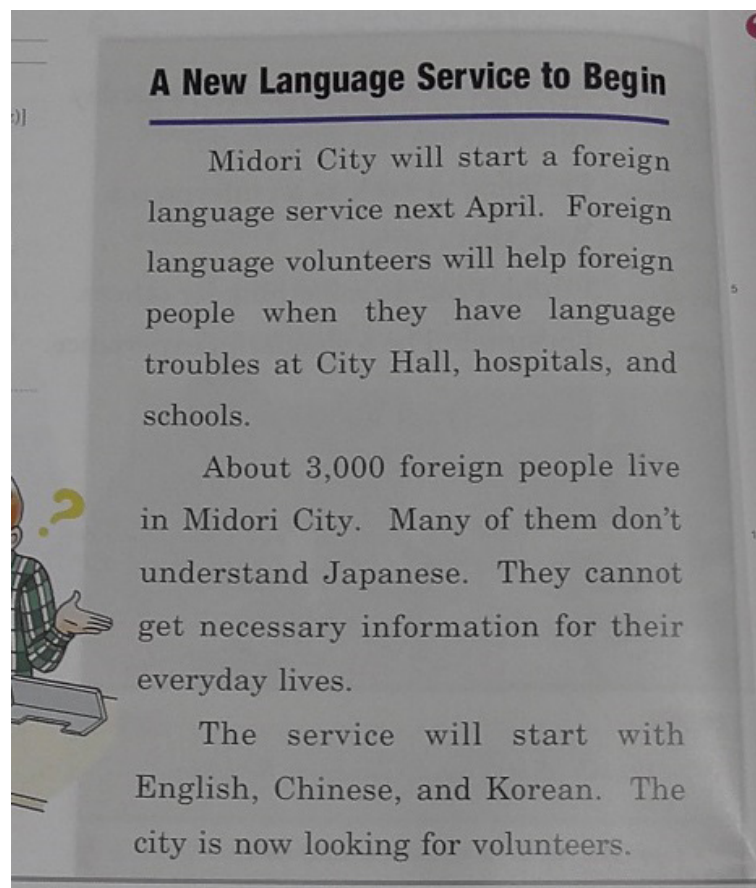 A New Language Service to Begin
Midori City will start a foreign
language service next April. Foreign
language volunteers will help foreign
people when they have language
troubles at City Hall, hospitals, and
schools.
About 3,000 foreign people live
in Midori City. Many of them don't
understand Japanese. They cannot
get necessary information for their
everyday lives.
The service will start with
English, Chinese, and Korean. The
city is now looking for volunteers.
)]
?
5